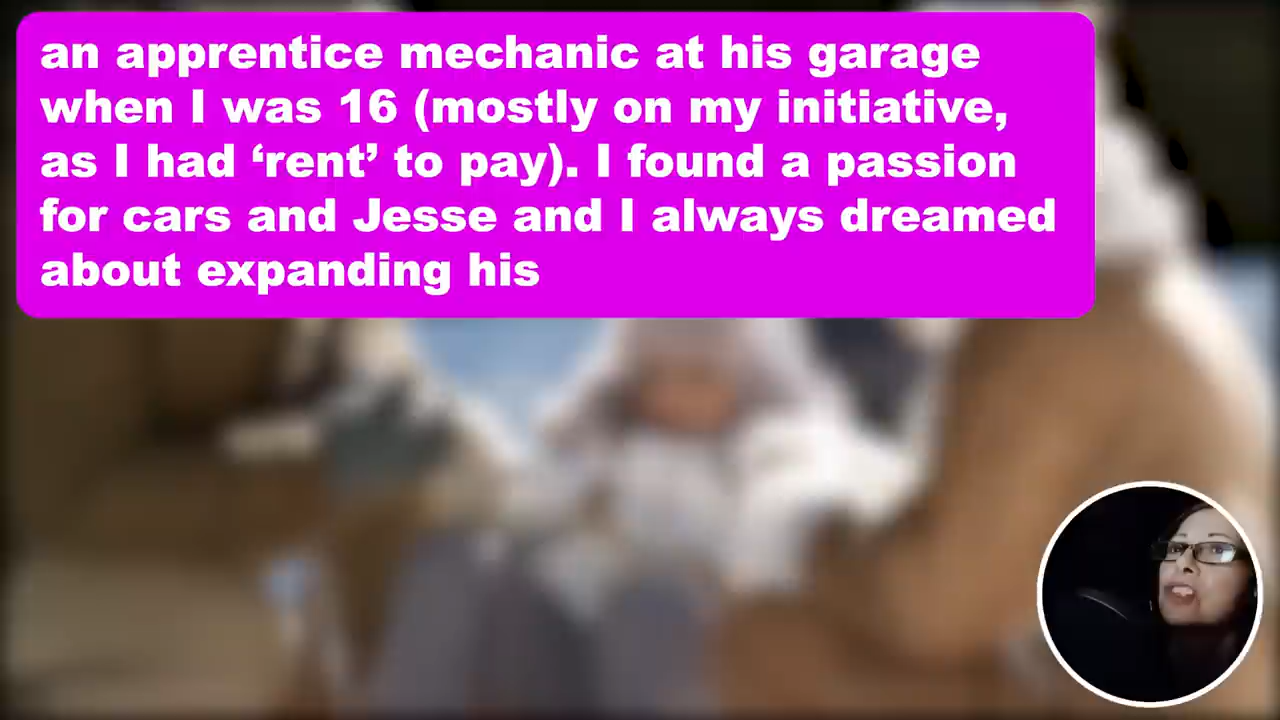 an apprentice mechanic at his garage
when I was 16 (mostly on my initiative,
as I had ‘rent’ to pay). I found a passion
for cars and Jesse and I always dreamed
about expanding his